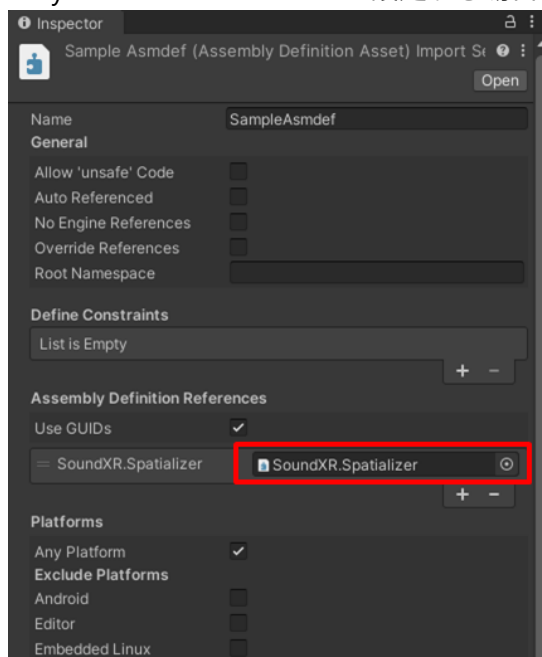 Inspector
Sample Asmdef (Assembly Definition Asset) Import Se
Open
Name SampleAsmdef
General
Allow 'unsafe' Code
Auto Referenced
No Engine References
Override References
Root Namespace
Define Constraints
List is Empty
+ -
Assembly Definition References
Use GUIDs
= SoundXR.Spatializer SoundXR.Spatializer
+ -
Platforms
Any Platform
Exclude Platforms
Android
Editor
Embedded Linux